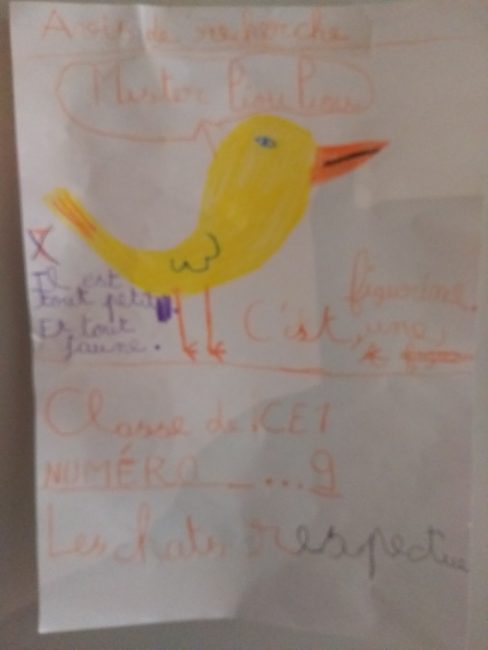 Avis de recherche
Mister Piou Piou
Il est
tout petit
Et tout
jaune.
figurine.
C'est, une
Classe de CE1
NUMÉRO _...9
Les chats respectue